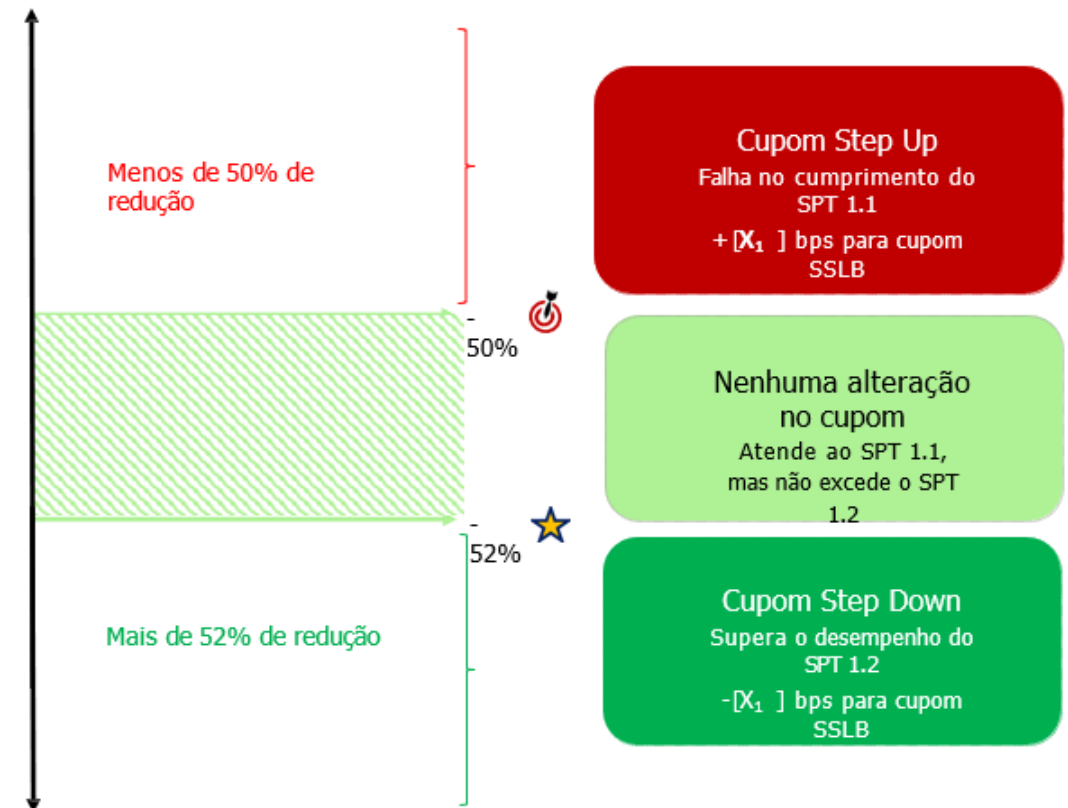 Menos de 50% de
redução
Cupom Step Up
Falha no cumprimento do
SPT 1.1
+ [X₁ ] bps para cupom
SSLB
-
50%
Nenhuma alteração
no cupom
Atende ao SPT 1.1,
mas não excede o SPT
1.2
-
52%
Mais de 52% de redução
Cupom Step Down
Supera o desempenho do
SPT 1.2
-[X₁ ] bps para cupom
SSLB